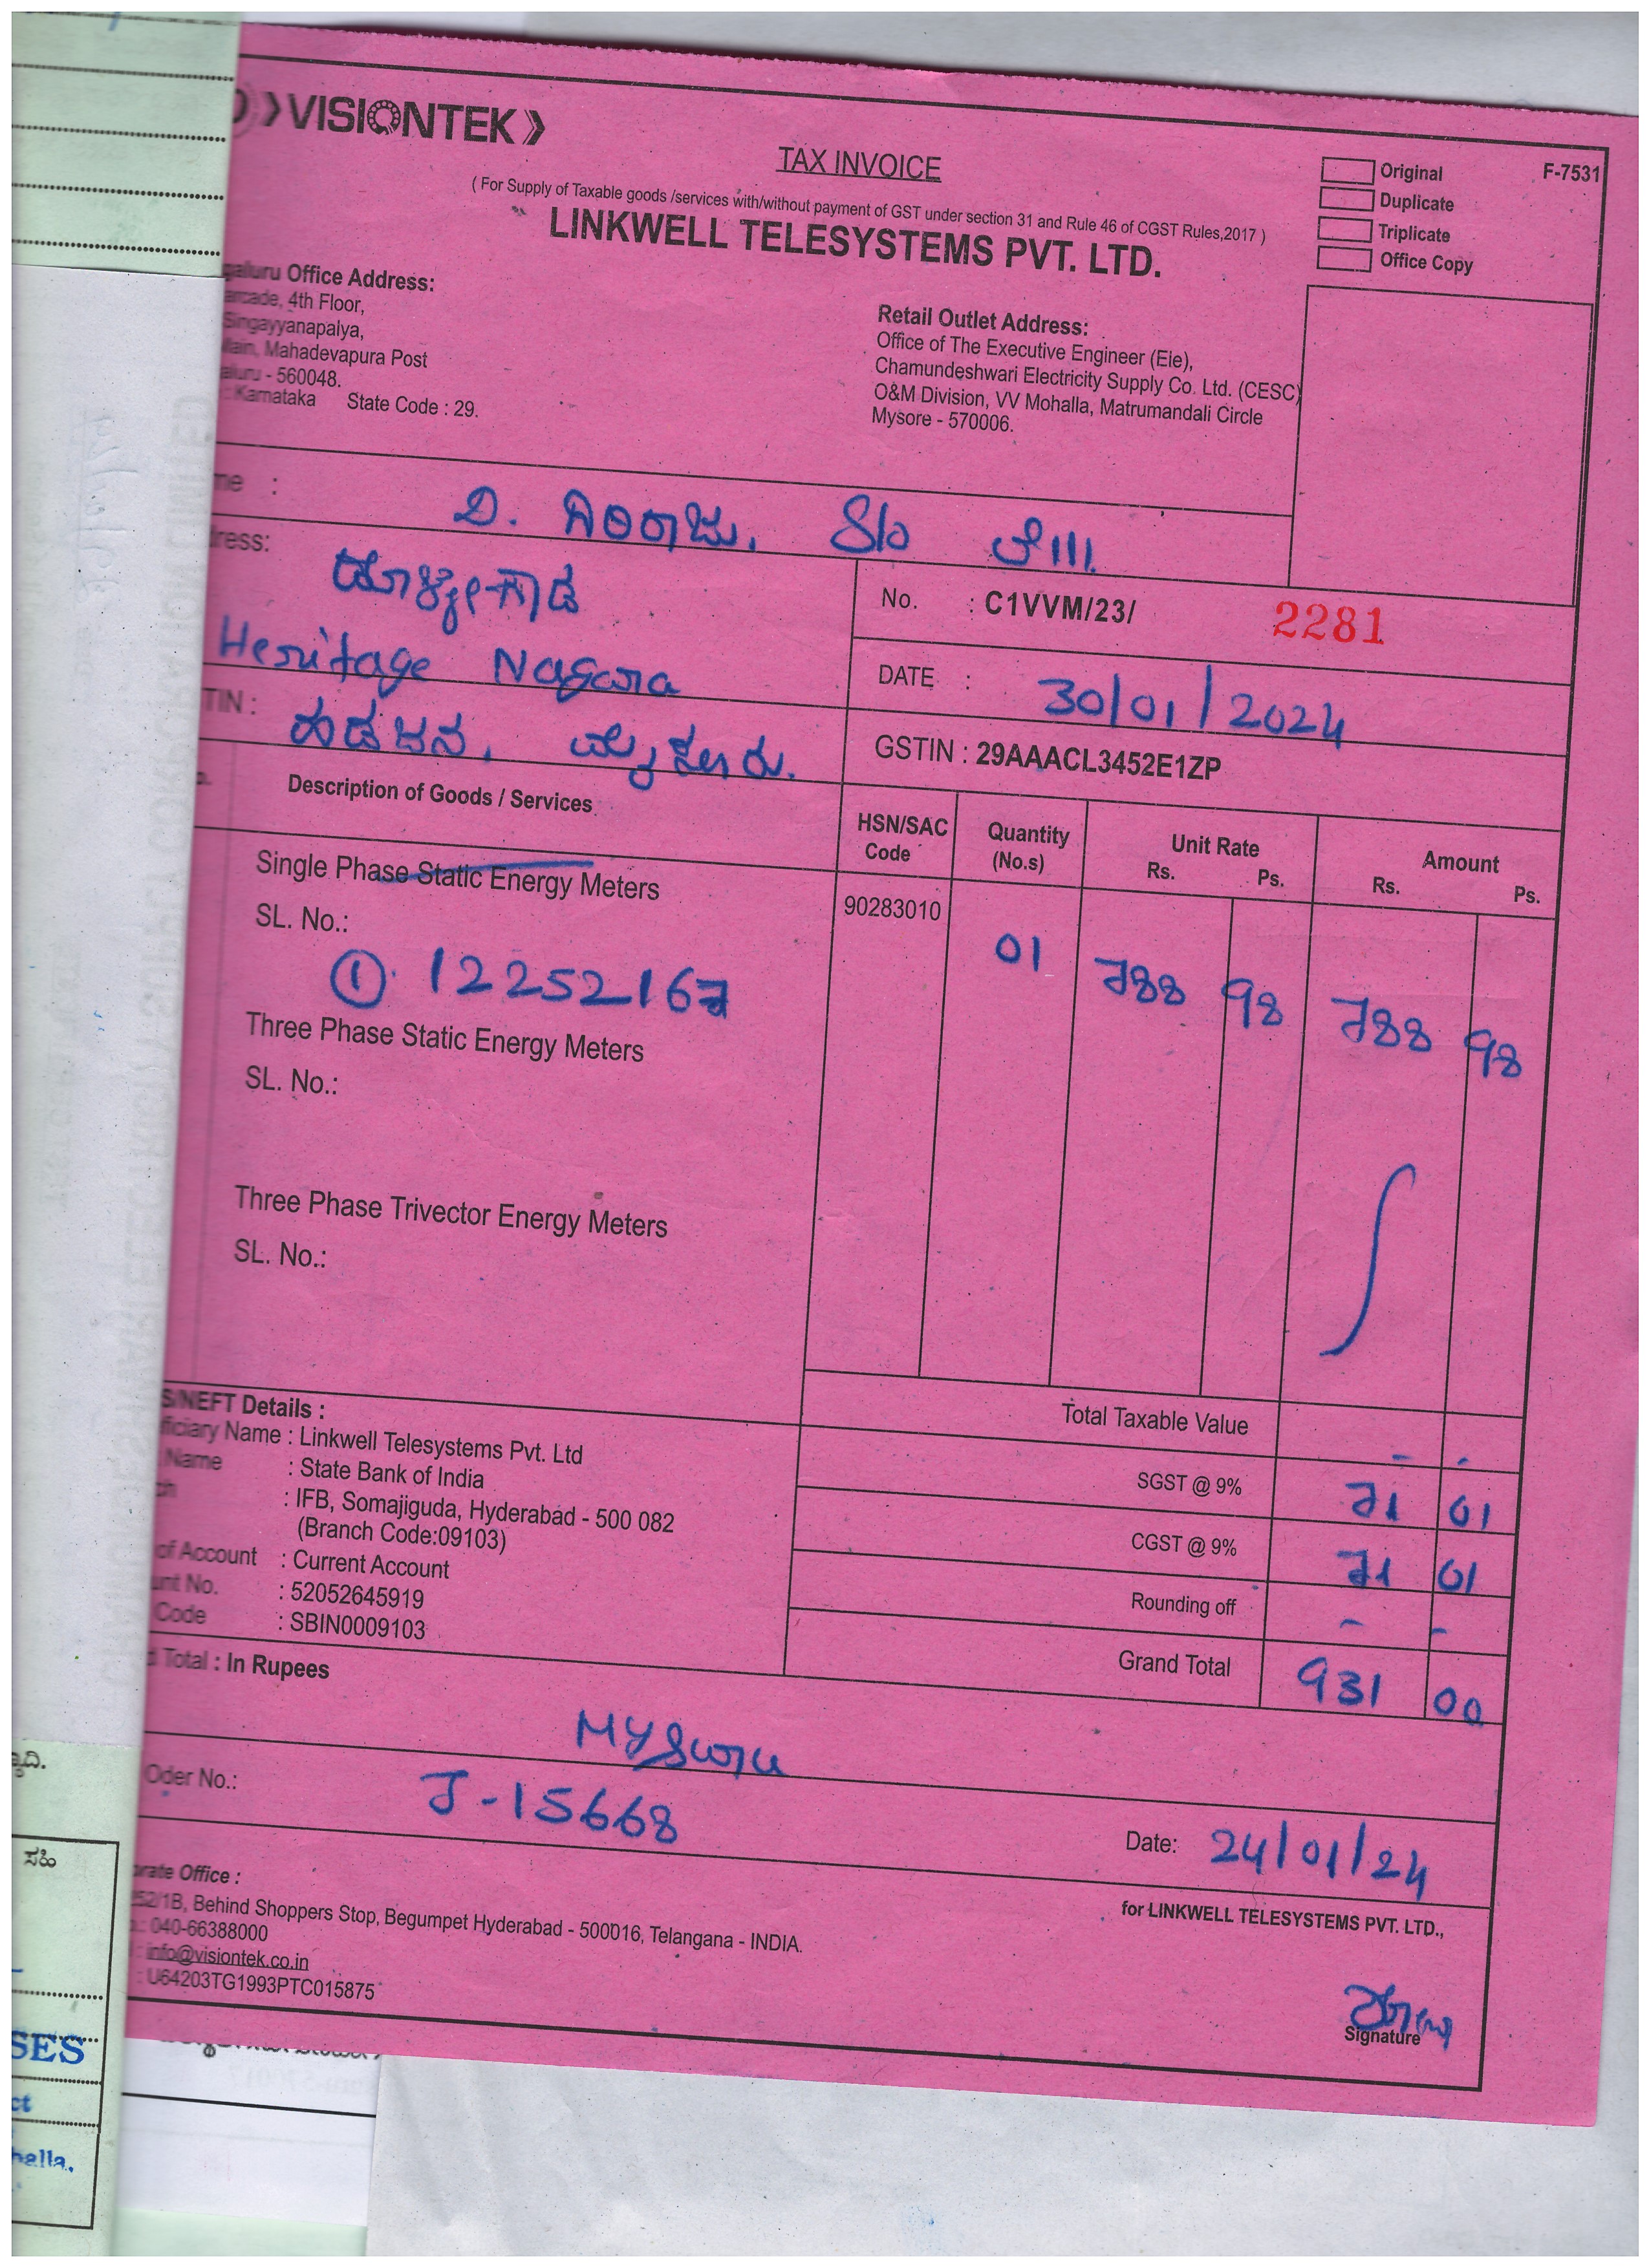 VISIONTEK
TAX INVOICE
( For Supply of Taxable goods /services with/without payment of GST under section 31 and Rule 46 of CGST Rules,2017 )
LINKWELL TELESYSTEMS PVT. LTD.
Original
Duplicate
Triplicate
Office Copy
F-7531
Office Address:
4th Floor,
Singayyanapalya,
Mahadevapura Post
- 560048.
: Karnataka State Code : 29.
Retail Outlet Address:
Office of The Executive Engineer (Ele),
Chamundeshwari Electricity Supply Co. Ltd. (CESC)
O&M Division, VV Mohalla, Matrumandali Circle
Mysore - 570006.
: D. ಗಿರಿರಾಜು. S/o
Heritage Nagara
No. : C1VVM/23/ 2281
DATE : 30/01/2024
TIN :
GSTIN : 29AAACL3452E1ZP
Description of Goods / Services
HSN/SAC Code
Quantity (No.s)
Unit Rate Rs. Ps.
Amount Rs. Ps.
Single Phase Static Energy Meters
SL. No.:
90283010 01 788 98 788 98
① 12252167
Three Phase Static Energy Meters
SL. No.:
Three Phase Trivector Energy Meters
SL. No.:
Total Taxable Value - -
SGST @ 9% 71 01
CGST @ 9% 71 01
Rounding off - -
Grand Total 931 00
S/NEFT Details :
Name : Linkwell Telesystems Pvt. Ltd
Name : State Bank of India
: IFB, Somajiguda, Hyderabad - 500 082
(Branch Code:09103)
of Account : Current Account
No. : 52052645919
Code : SBIN0009103
Total : In Rupees
Mysuru
Oder No.: J-15668
Date: 24/01/24
Office :
252/1B, Behind Shoppers Stop, Begumpet Hyderabad - 500016, Telangana - INDIA.
: 040-66388000
: info@visiontek.co.in
: U64203TG1993PTC015875
for LINKWELL TELESYSTEMS PVT. LTD.,
Signature
ಸಹಿ
SES
ct
halla.